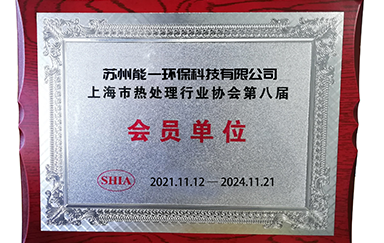 苏州能一环保科技有限公司
上海市热处理行业协会第八届
会员单位
SHIA 2021.11.12—2024.11.21